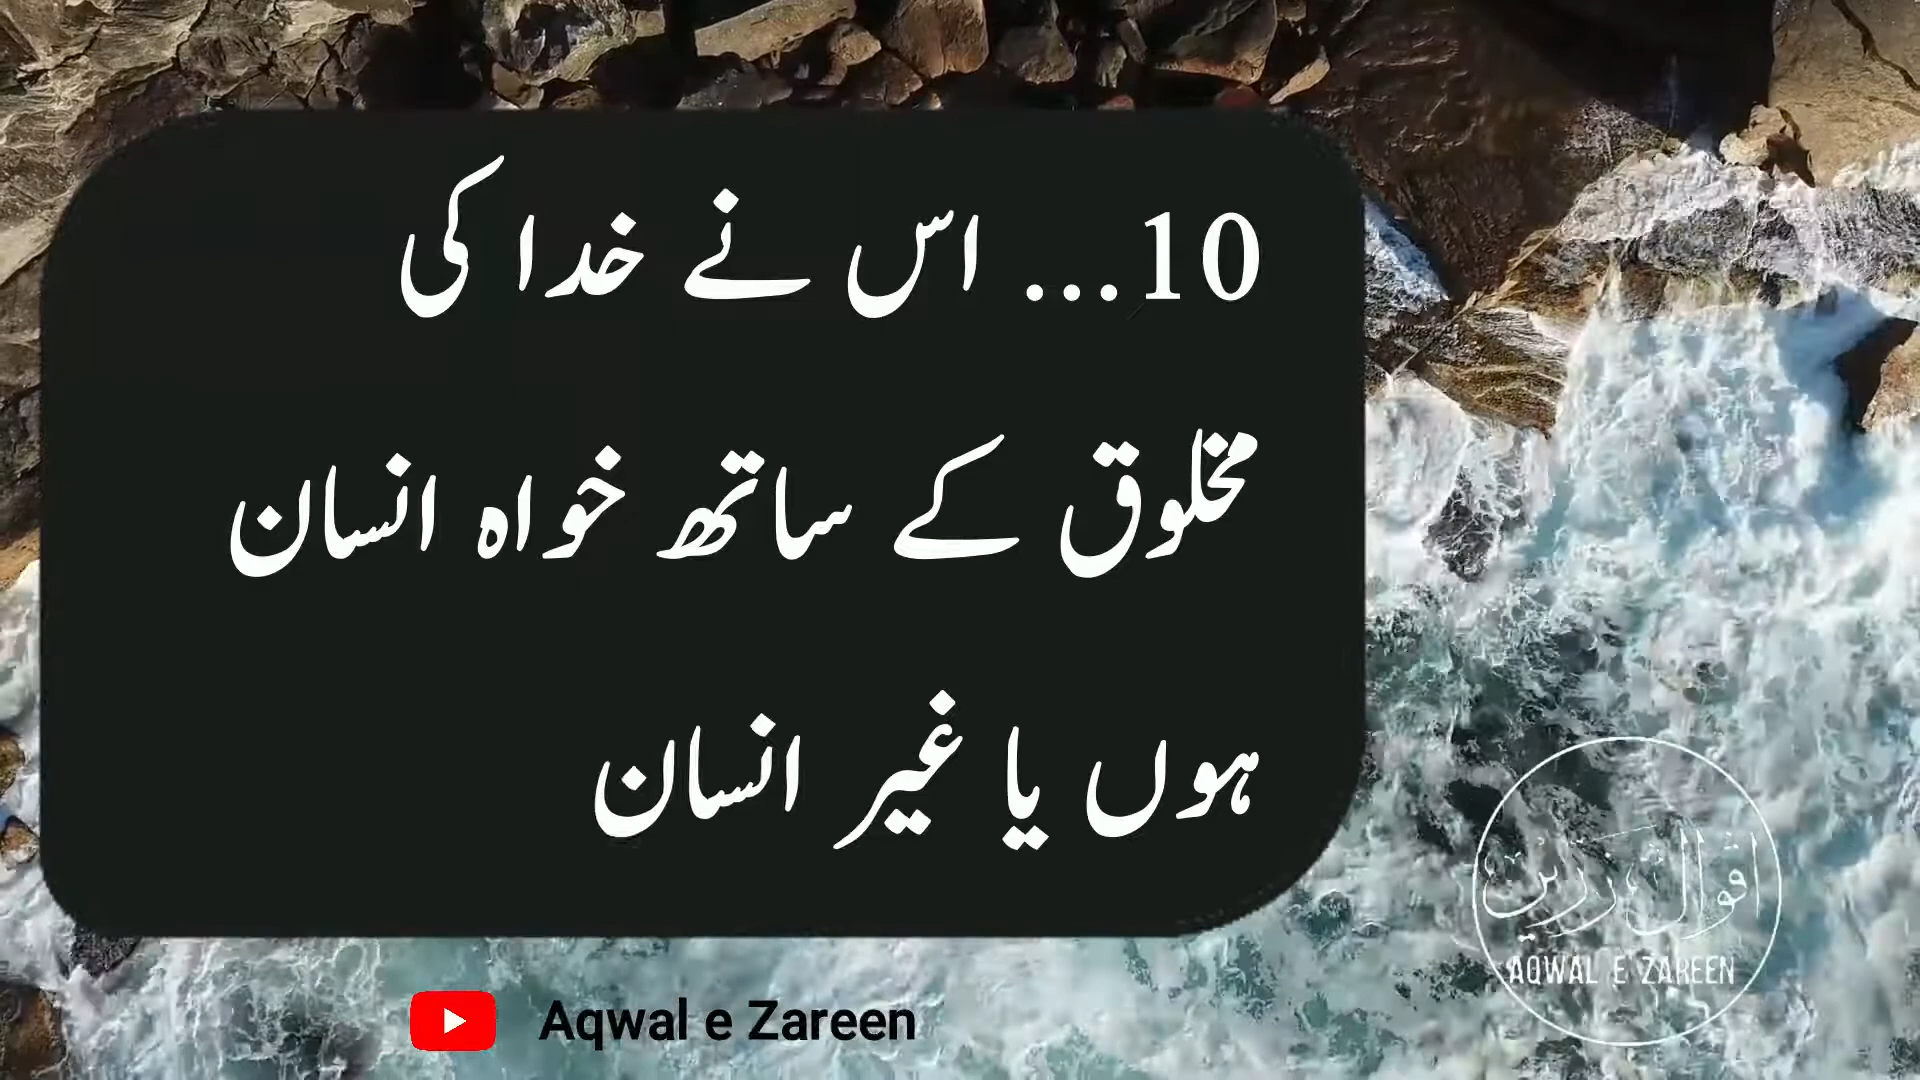 10... اس نے خدا کی
مخلوق کے ساتھ خواہ انسان
ہوں یا غیر انسان
اقوال زریں
AQWAL E ZAREEN
Aqwal e Zareen